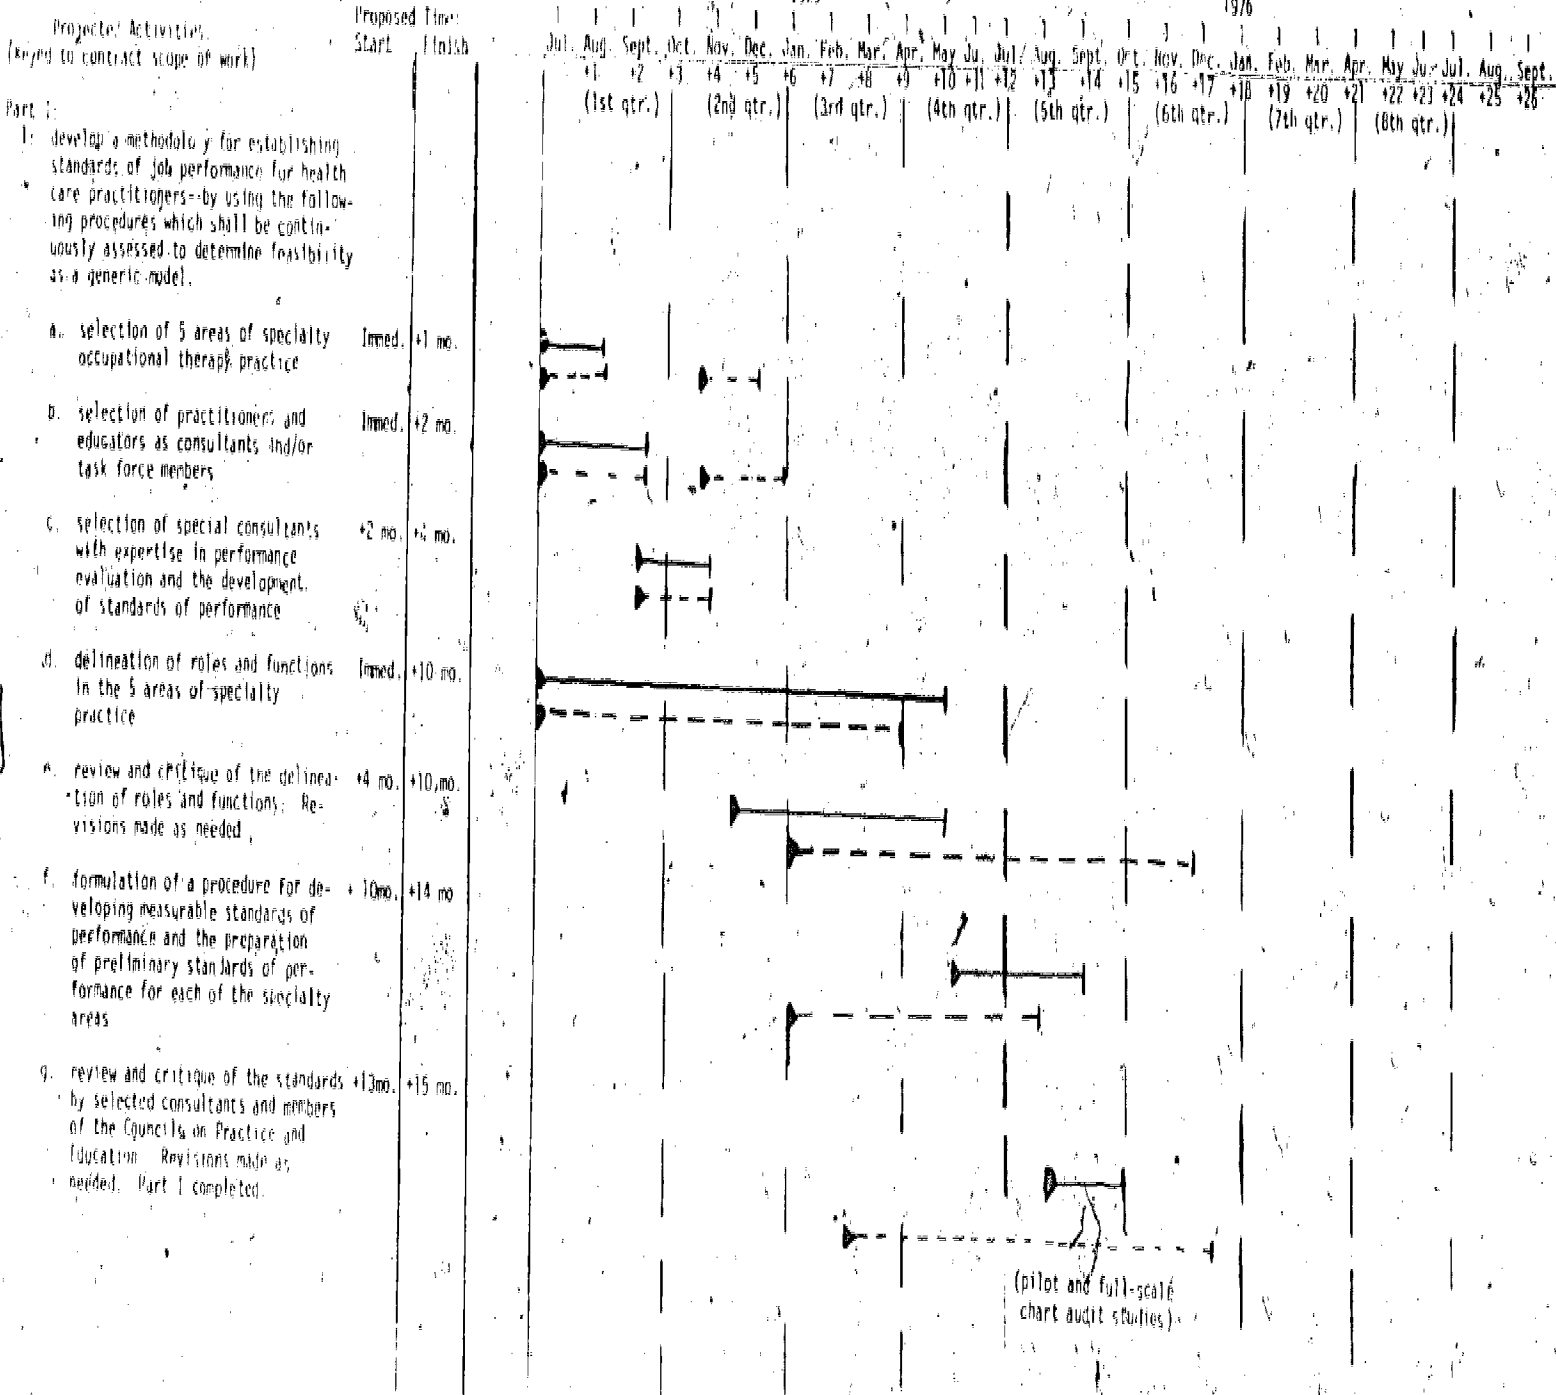 1976
Projected Activities
(keyed to contract scope of work)
Proposed Time:
Start Finish
Jul. Aug. Sept. Oct. Nov. Dec. Jan. Feb. Mar. Apr. May Ju. Jul. Aug. Sept. Oct. Nov. Dec. Jan. Feb. Mar. Apr. May Ju. Jul. Aug. Sept.
+1 +2 +3 +4 +5 +6 +7 +8 +9 +10 +11 +12 +13 +14 +15 +16 +17 +18 +19 +20 +21 +22 +23 +24 +25 +26
(1st qtr.) (2nd qtr.) (3rd qtr.) (4th qtr.) (5th qtr.) (6th qtr.) (7th qtr.) (8th qtr.)
Part I:
1. develop a methodolo y for establishing
standards of job performance for health
care practitioners--by using the follow-
ing procedures which shall be contin-
uously assessed to determine feasibility
as a generic model.
a. selection of 5 areas of specialty Immed. +1 mo.
occupational therapy practice
b. selection of practitioners and Immed. +2 mo.
educators as consultants and/or
task force members
c. selection of special consultants +2 mo. +4 mo.
with expertise in performance
evaluation and the development
of standards of performance
d. delineation of roles and functions Immed. +10 mo.
in the 5 areas of specialty
practice
e. review and critique of the delinea- +4 mo. +10 mo.
tion of roles and functions. Re-
visions made as needed
f. formulation of a procedure for de- + 10mo. +14 mo
veloping measurable standards of
performance and the preparation
of preliminary standards of per-
formance for each of the specialty
areas
g. review and critique of the standards +13mo. +15 mo.
by selected consultants and members
of the Councils on Practice and
Education Revisions made as
needed. Part I completed.
(pilot and full-scale
chart audit studies)